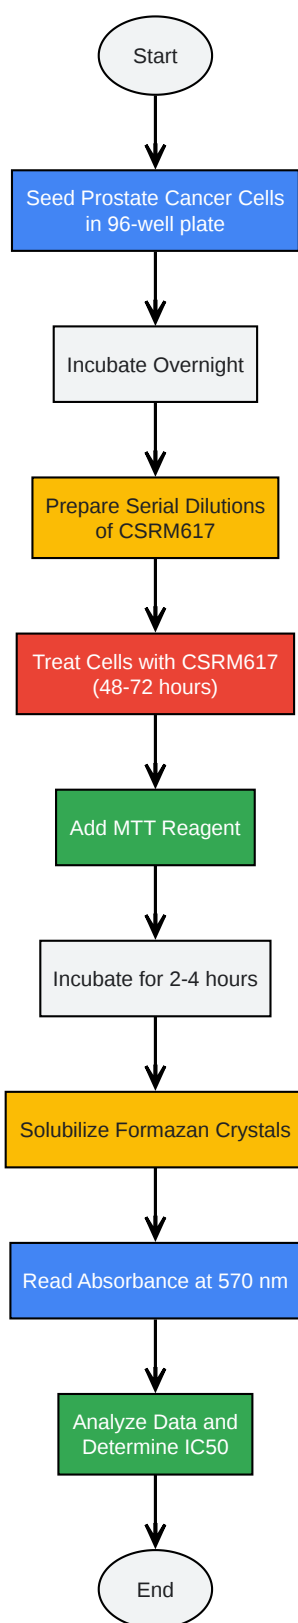 Start
Seed Prostate Cancer Cells
in 96-well plate
Incubate Overnight
Prepare Serial Dilutions
of CSRM617
Treat Cells with CSRM617
(48-72 hours)
Add MTT Reagent
Incubate for 2-4 hours
Solubilize Formazan Crystals
Read Absorbance at 570 nm
Analyze Data and
Determine IC50
End